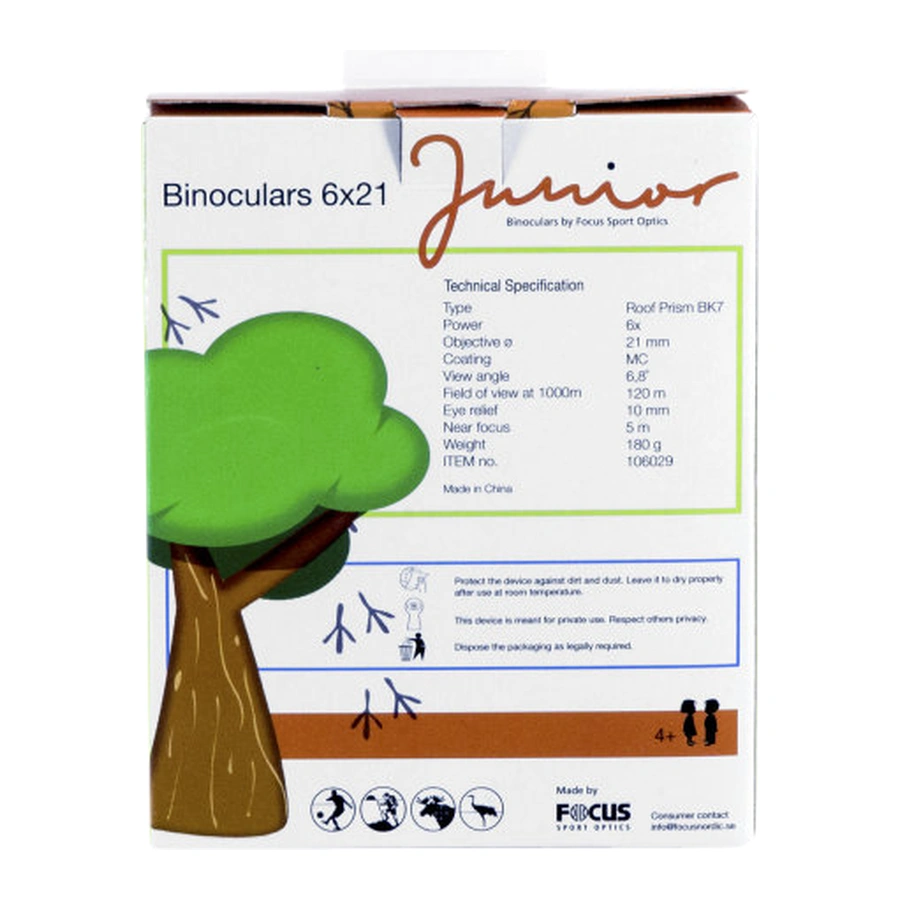 Binoculars 6x21
Junior
Binoculars by Focus Sport Optics
Technical Specification
Type Roof Prism BK7
Power 6x
Objective ø 21 mm
Coating MC
View angle 6,8°
Field of view at 1000m 120 m
Eye relief 10 mm
Near focus 5 m
Weight 180 g
ITEM no. 106029
Made in China
Protect the device against dirt and dust. Leave it to dry properly
after use at room temperature.
This device is meant for private use. Respect others privacy.
Dispose the packaging as legally required.
4+
Made by
FOCUS
SPORT OPTICS
Consumer contact
info@focusnordic.se